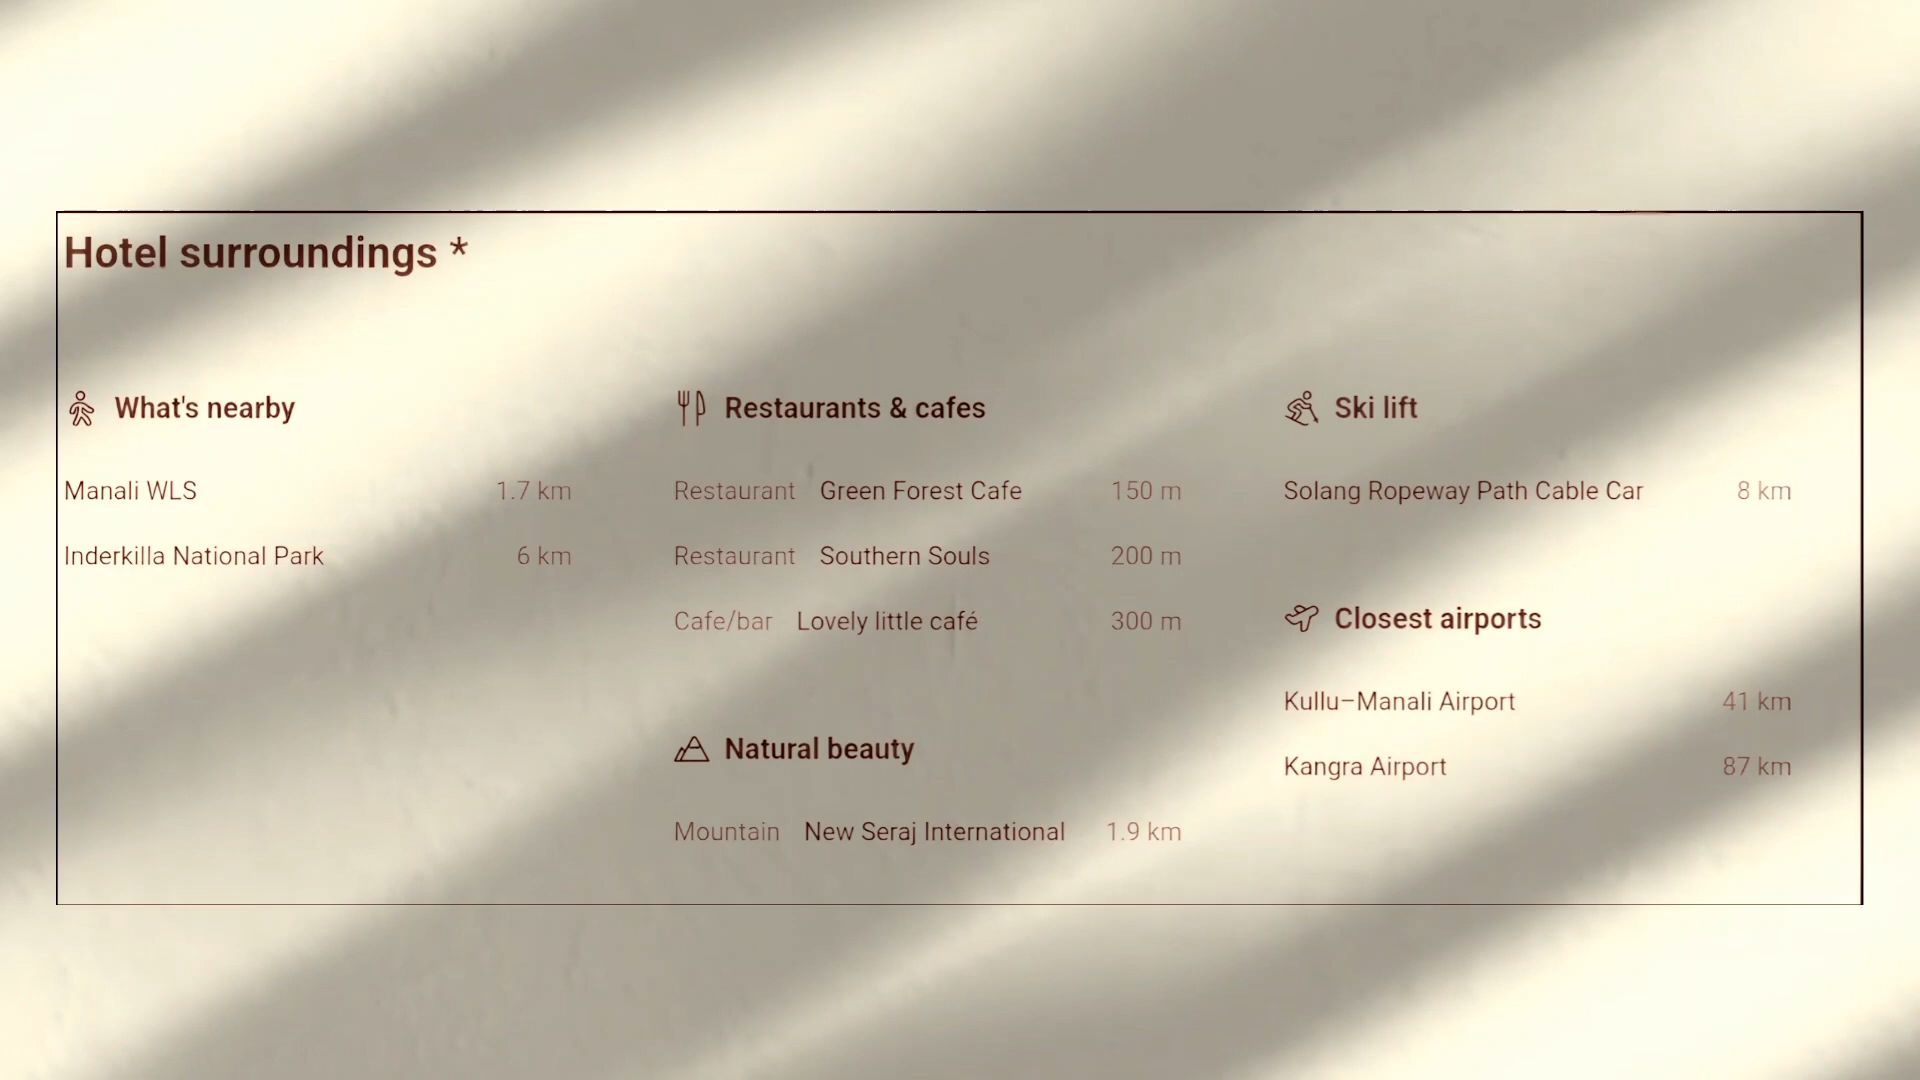 Hotel surroundings *
What's nearby
Manali WLS 1.7 km
Inderkilla National Park 6 km
Restaurants & cafes
Restaurant Green Forest Cafe 150 m
Restaurant Southern Souls 200 m
Cafe/bar Lovely little café 300 m
Natural beauty
Mountain New Seraj International 1.9 km
Ski lift
Solang Ropeway Path Cable Car 8 km
Closest airports
Kullu–Manali Airport 41 km
Kangra Airport 87 km